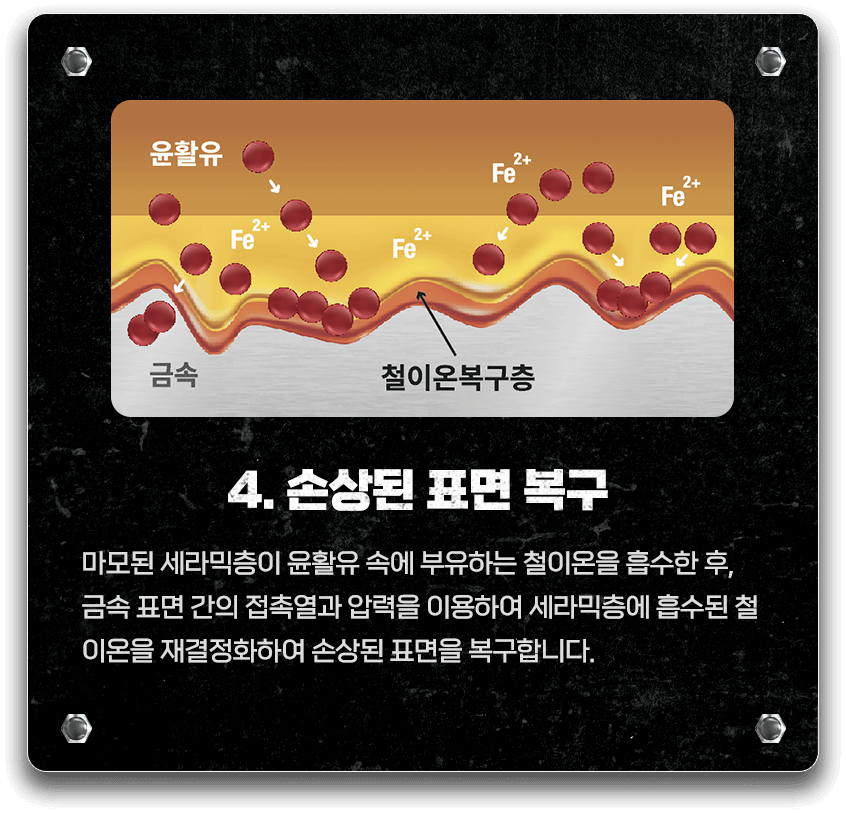 윤활유
Fe2+
Fe2+
Fe2+
Fe2+
금속
철이온복구층
4. 손상된 표면 복구
마모된 세라믹층이 윤활유 속에 부유하는 철이온을 흡수한 후,
금속 표면 간의 접촉열과 압력을 이용하여 세라믹층에 흡수된 철
이온을 재결정화하여 손상된 표면을 복구합니다.